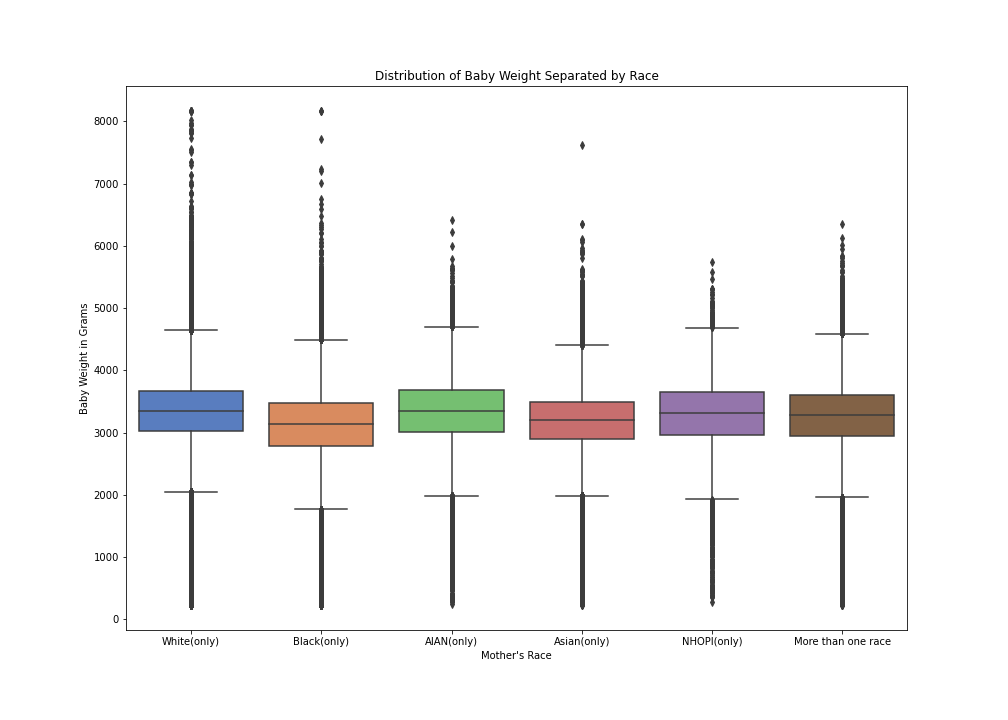 Distribution of Baby Weight Separated by Race
8000
7000
6000
5000
4000
3000
2000
1000
0
Baby Weight in Grams
White(only) Black(only) AIAN(only) Asian(only) NHOPI(only) More than one race
Mother's Race